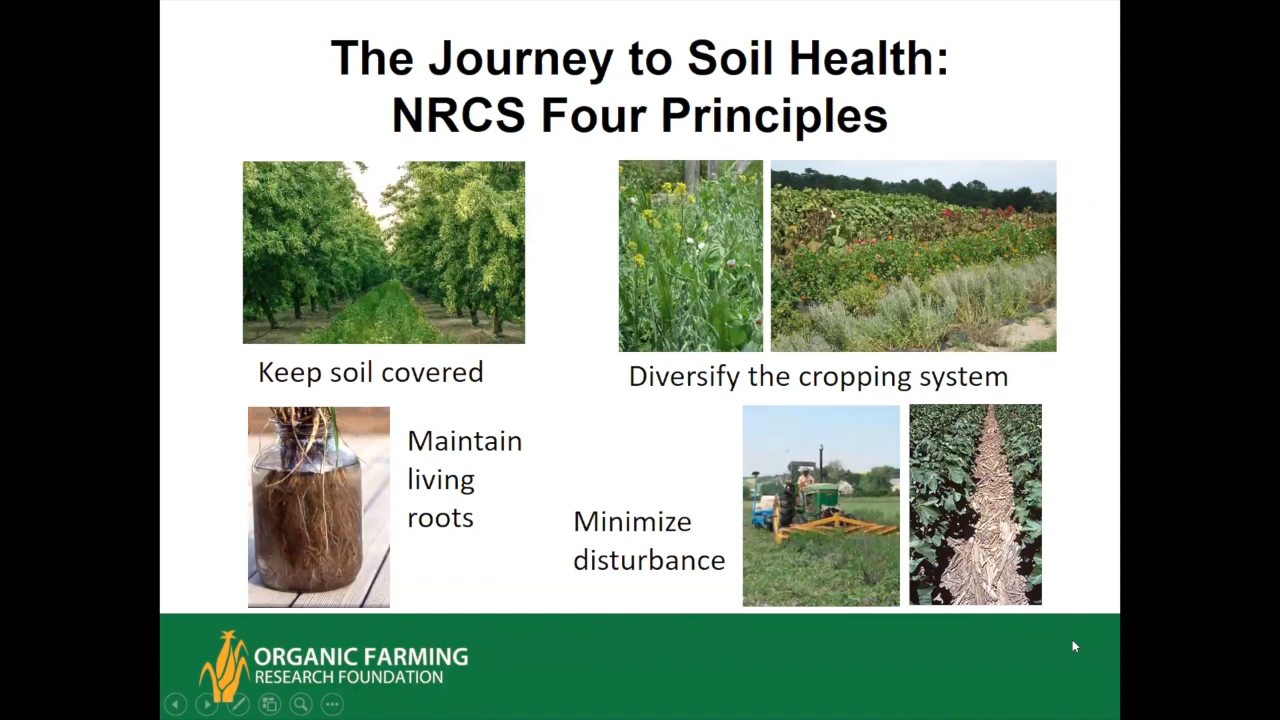 The Journey to Soil Health:
NRCS Four Principles
Keep soil covered
Diversify the cropping system
Maintain
living
roots
Minimize
disturbance
ORGANIC FARMING
RESEARCH FOUNDATION